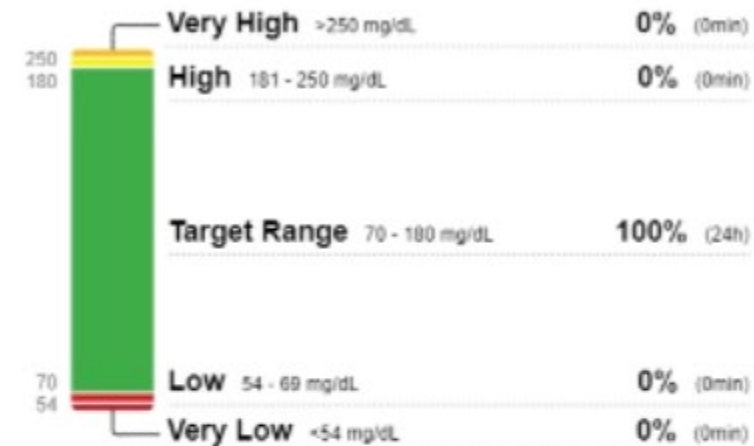 Very High >250 mg/dL 0% (0min)
250
180
High 181 - 250 mg/dL 0% (0min)
Target Range 70 - 180 mg/dL 100% (24h)
70
54
Low 54 - 69 mg/dL 0% (0min)
Very Low <54 mg/dL 0% (0min)